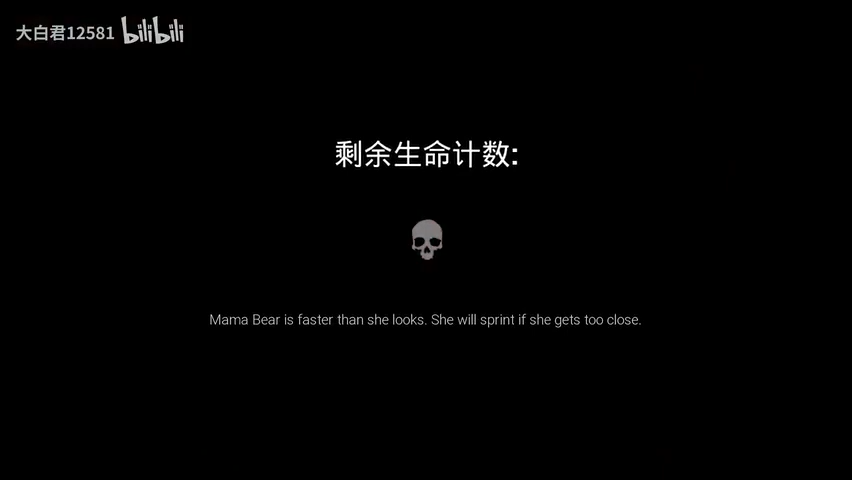 大白君12581 bilibili
剩余生命计数:
Mama Bear is faster than she looks. She will sprint if she gets too close.